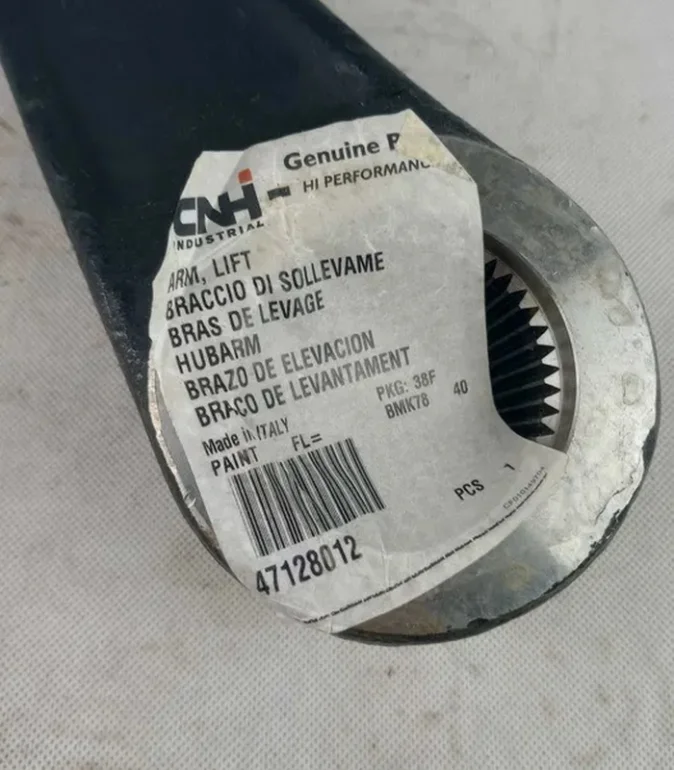 Genuine P
HI PERFORMANC
CNH
INDUSTRIAL
ARM, LIFT
BRACCIO DI SOLLEVAME
BRAS DE LEVAGE
HUBARM
BRAZO DE ELEVACION
BRAÇO DE LEVANTAMENT
PKG: 38F
Made in ITALY
BMK78 40
PAINT FL=
PCS 1
47128012